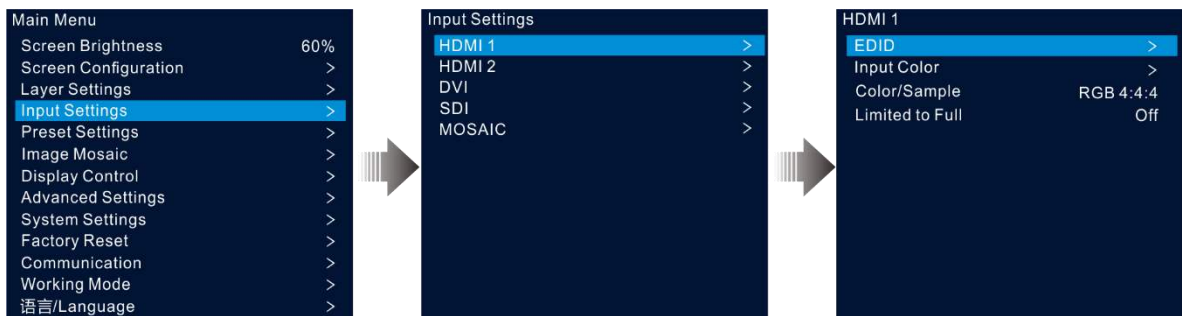 Main Menu
Screen Brightness 60%
Screen Configuration >
Layer Settings >
Input Settings >
Preset Settings >
Image Mosaic >
Display Control >
Advanced Settings >
System Settings >
Factory Reset >
Communication >
Working Mode >
语言/Language >
Input Settings
HDMI 1 >
HDMI 2 >
DVI >
SDI >
MOSAIC >
HDMI 1
EDID >
Input Color >
Color/Sample RGB 4:4:4
Limited to Full Off